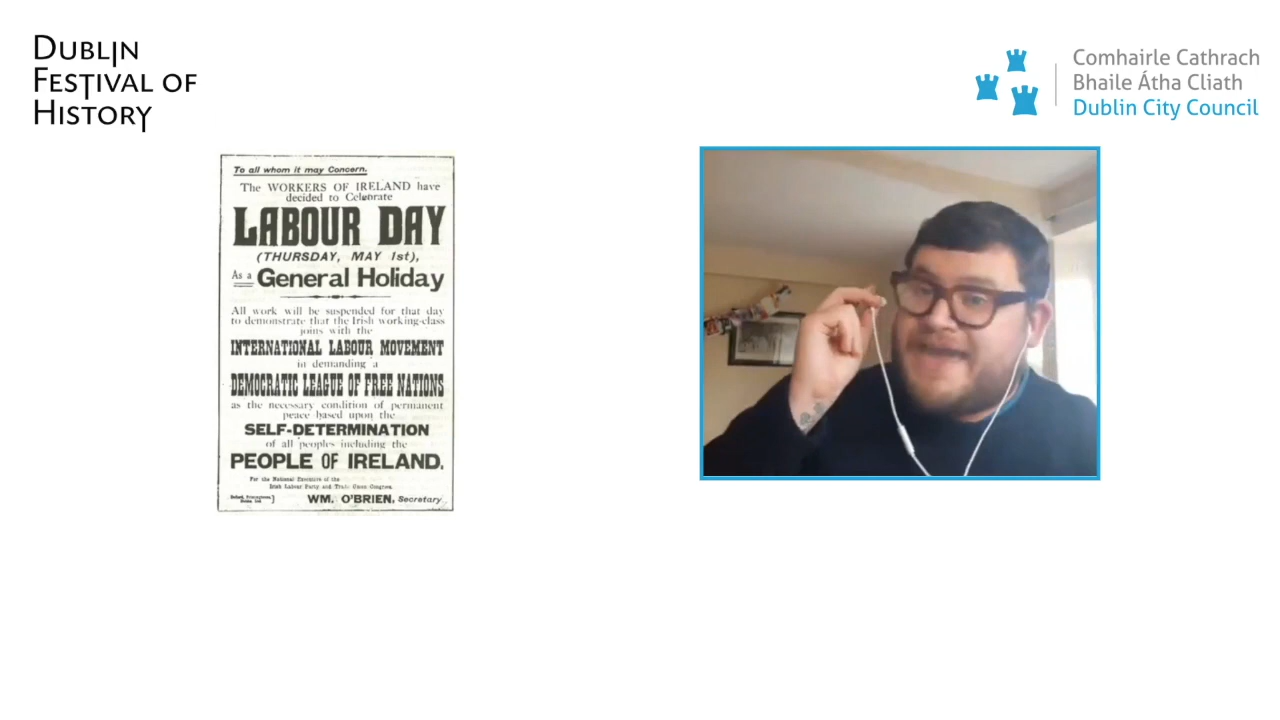 DUBLIN
FESTIVAL OF
HISTORY
Comhairle Cathrach
Bhaile Átha Cliath
Dublin City Council
To all whom it may Concern.
The WORKERS OF IRELAND have
decided to Celebrate
LABOUR DAY
(THURSDAY, MAY 1st),
As a General Holiday
All work will be suspended for that day
to demonstrate that the Irish working-class
joins with the
INTERNATIONAL LABOUR MOVEMENT
in demanding a
DEMOCRATIC LEAGUE OF FREE NATIONS
as the necessary condition of permanent
peace based upon the
SELF-DETERMINATION
of all peoples including the
PEOPLE OF IRELAND.
For the National Executive of the
Irish Labour Party and Trade Union Congress.
WM. O'BRIEN, Secretary